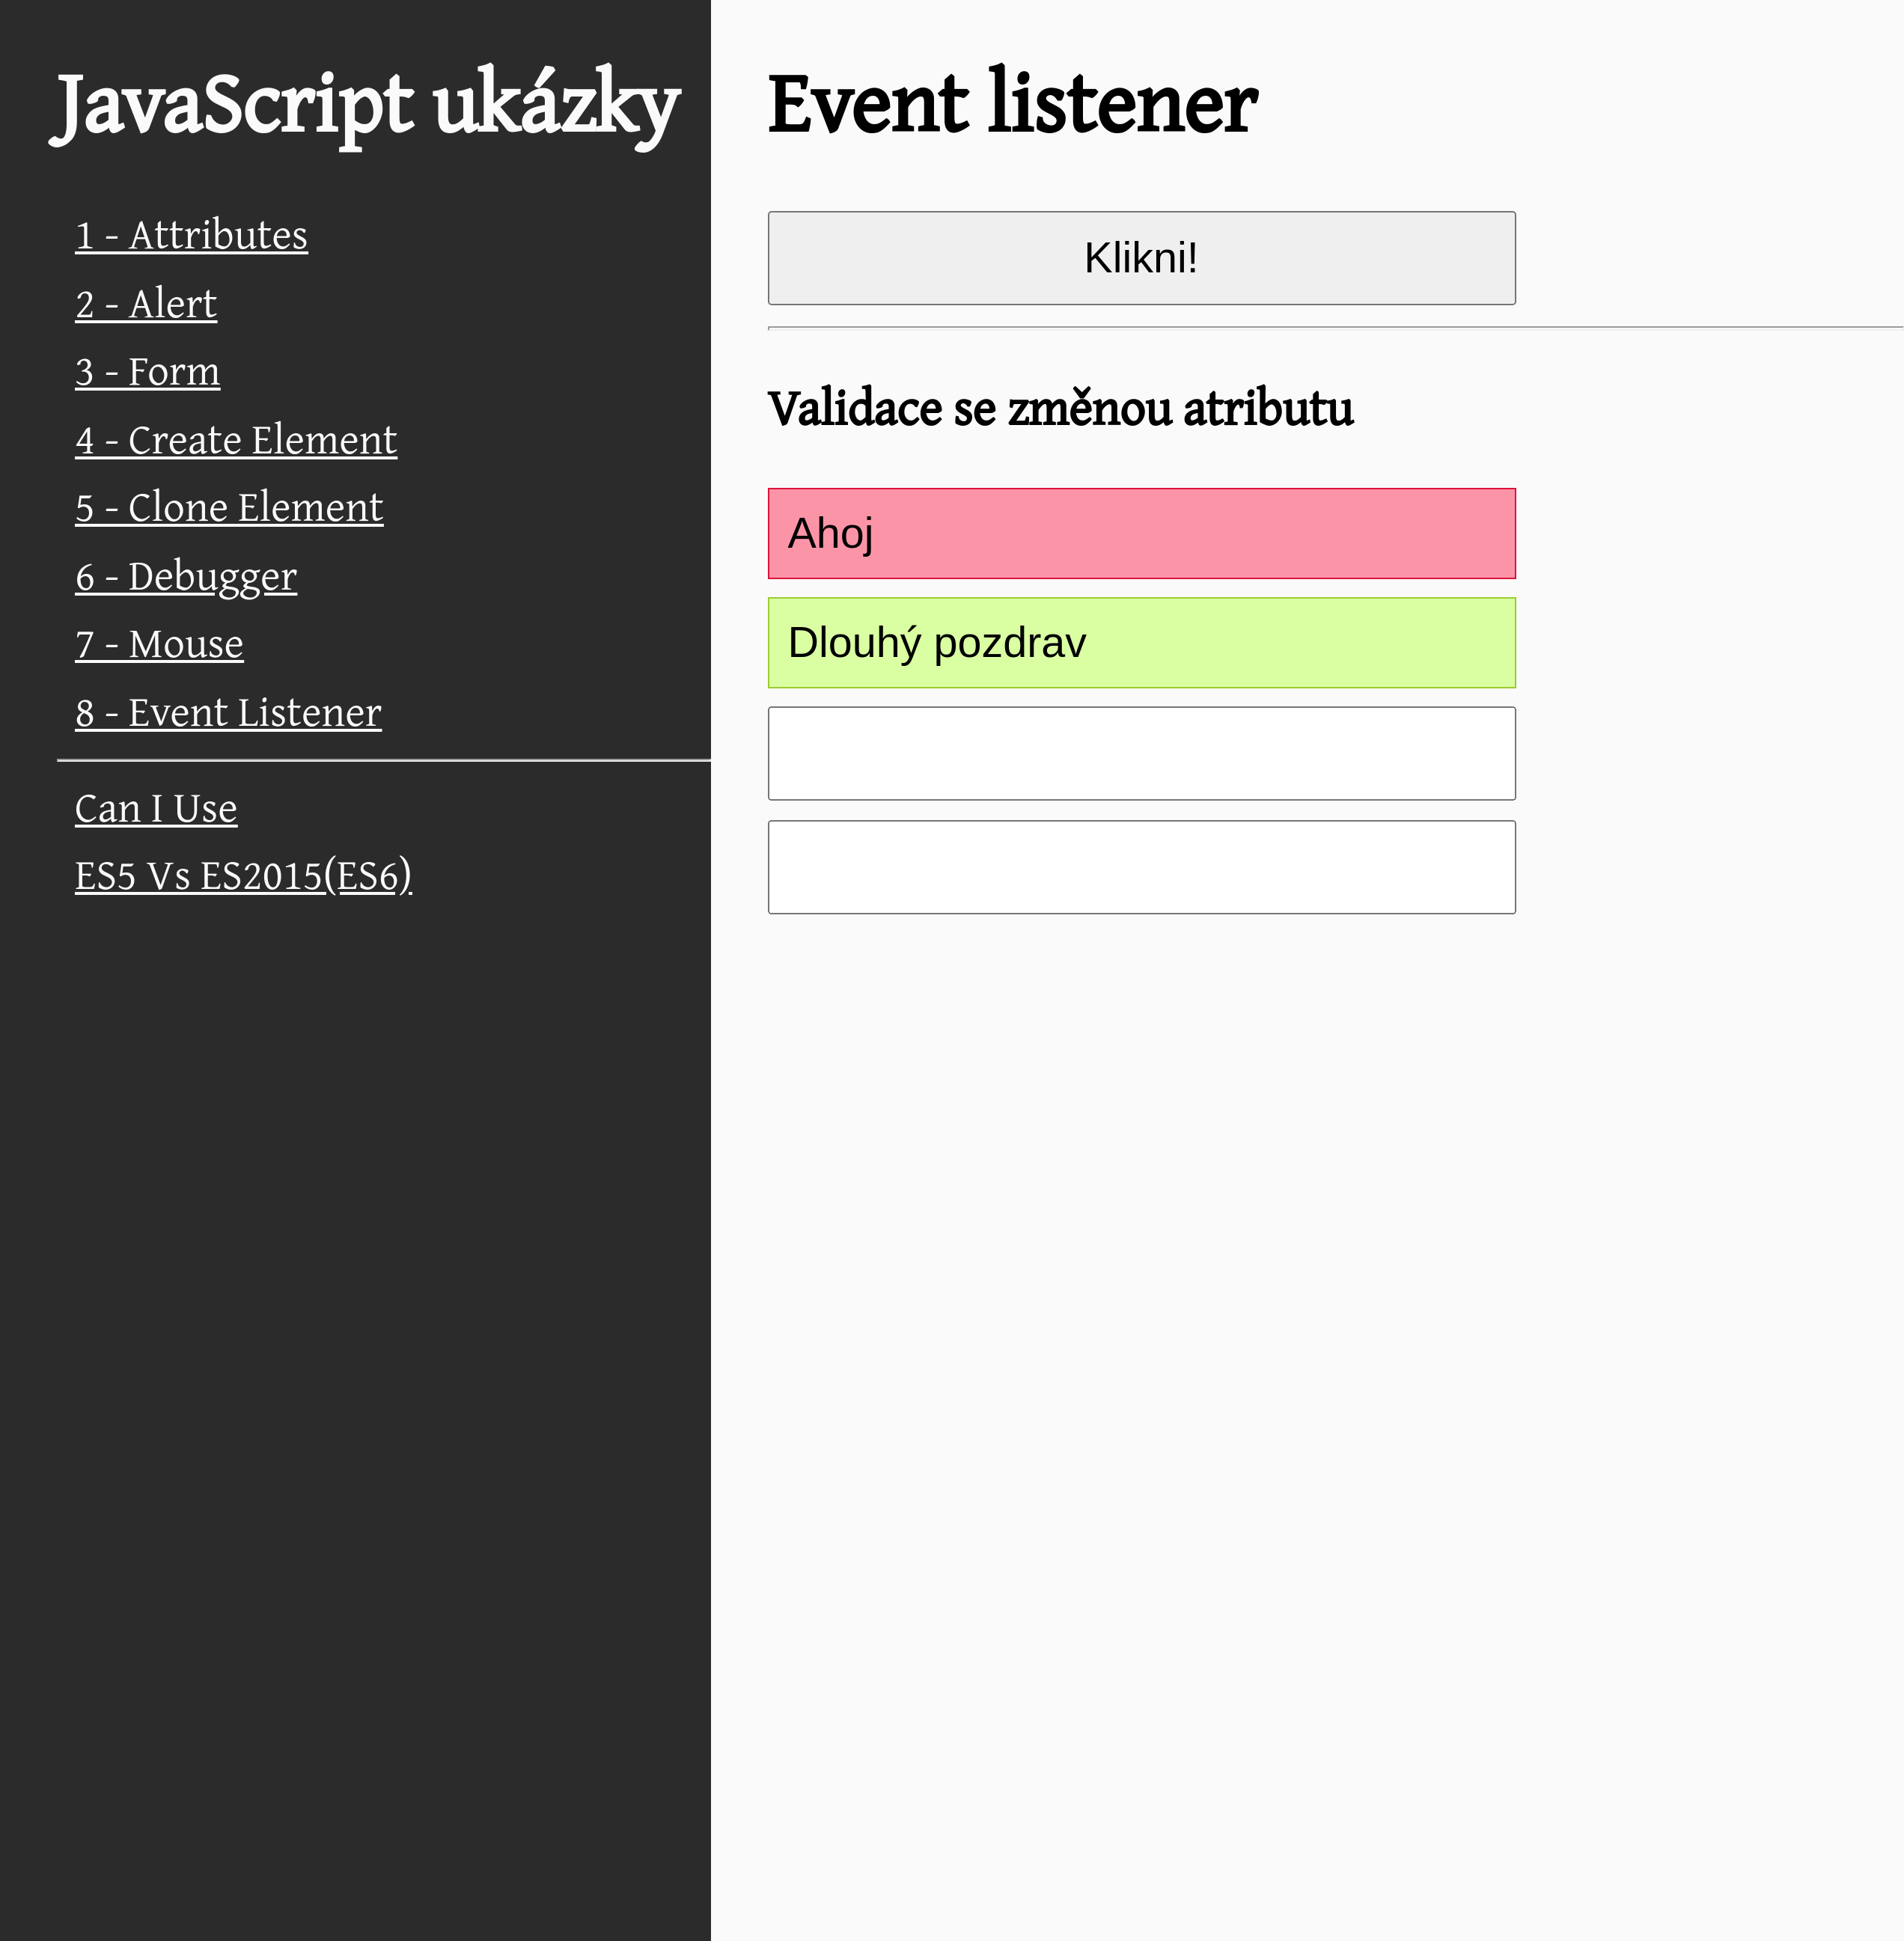 JavaScript ukázky
1 - Attributes
2 - Alert
3 - Form
4 - Create Element
5 - Clone Element
6 - Debugger
7 - Mouse
8 - Event Listener
Can I Use
ES5 Vs ES2015(ES6)
Event listener
Klikni!
Validace se změnou atributu
Ahoj
Dlouhý pozdrav